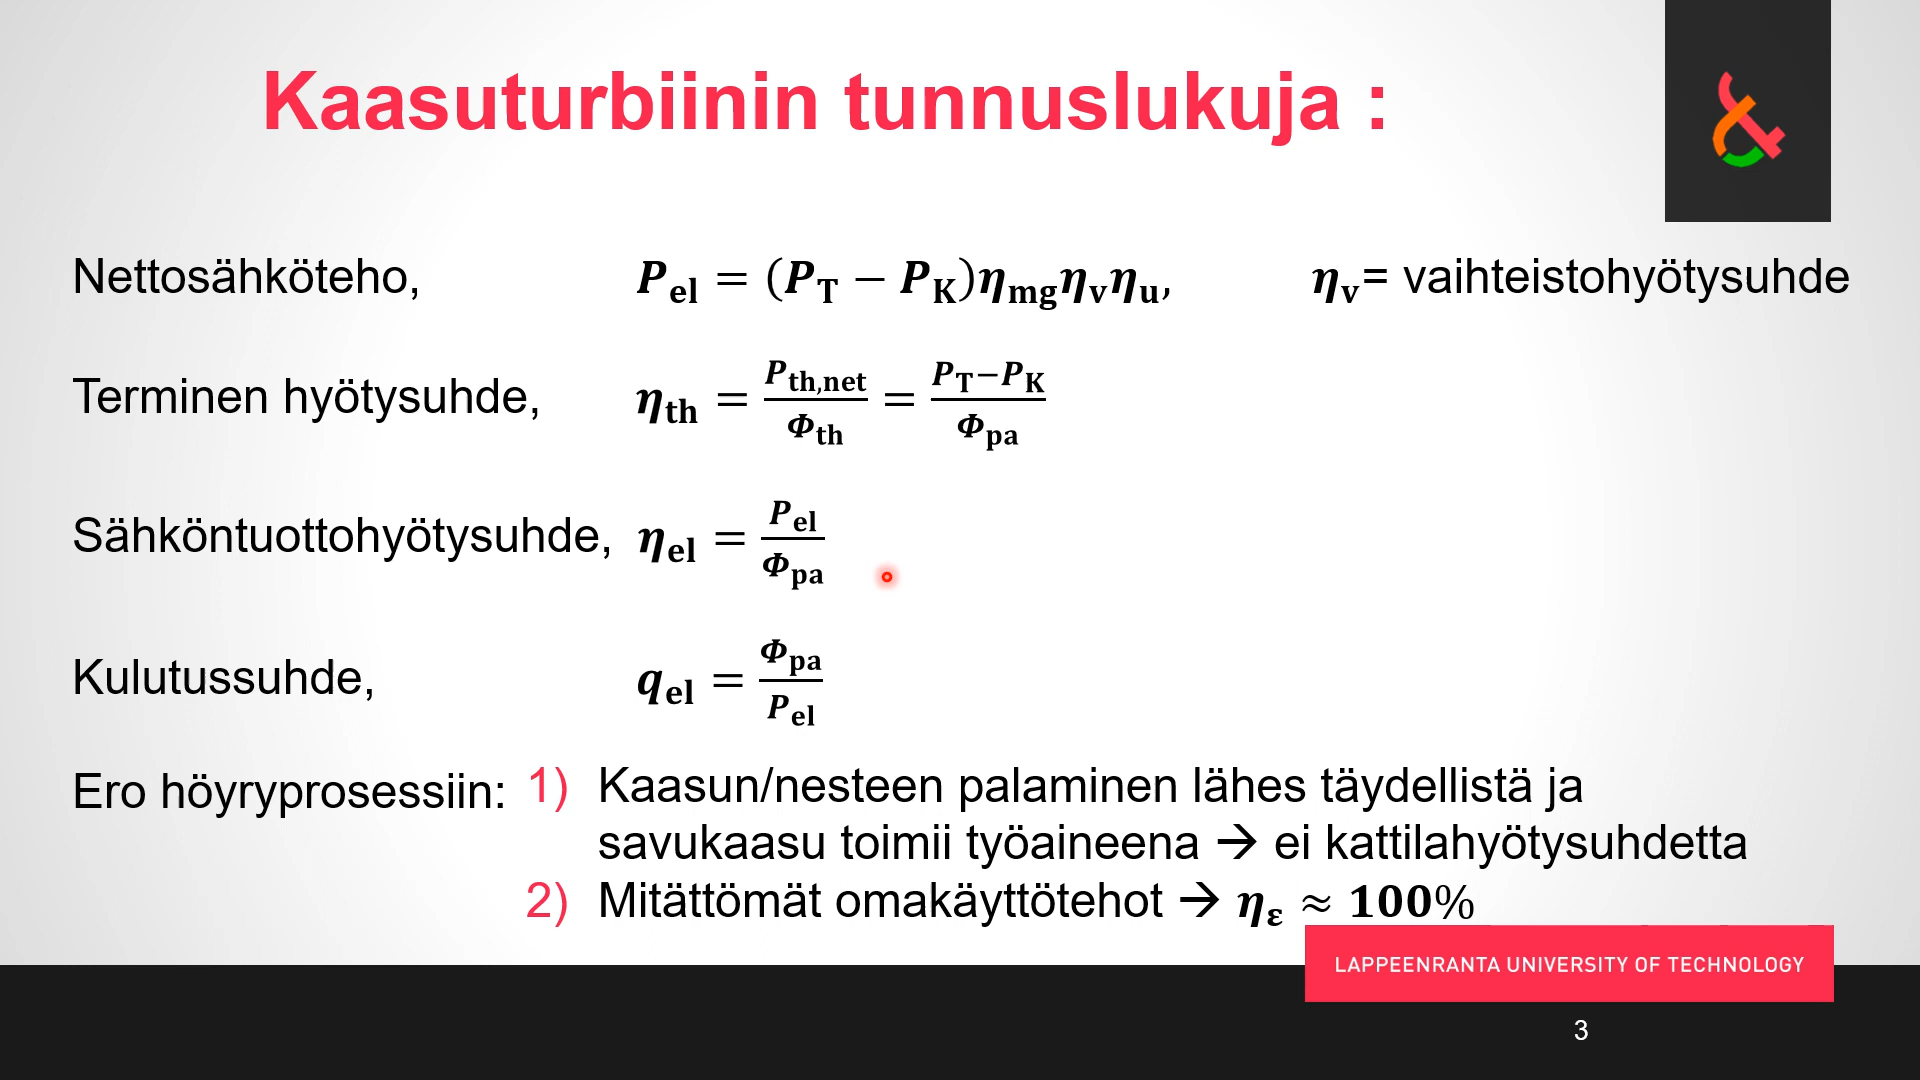 Kaasuturbiinin tunnuslukuja :
Nettosähköteho, P_el = (P_T − P_K)η_mg η_v η_u, η_v= vaihteistohyötysuhde
Terminen hyötysuhde, η_th = P_th,net / Φ_th = P_T−P_K / Φ_pa
Sähköntuottohyötysuhde, η_el = P_el / Φ_pa
Kulutussuhde, q_el = Φ_pa / P_el
Ero höyryprosessiin: 1) Kaasun/nesteen palaminen lähes täydellistä ja
savukaasu toimii työaineena → ei kattilahyötysuhdetta
2) Mitättömät omakäyttötehot → η_ε ≈ 100%
LAPPEENRANTA UNIVERSITY OF TECHNOLOGY
3